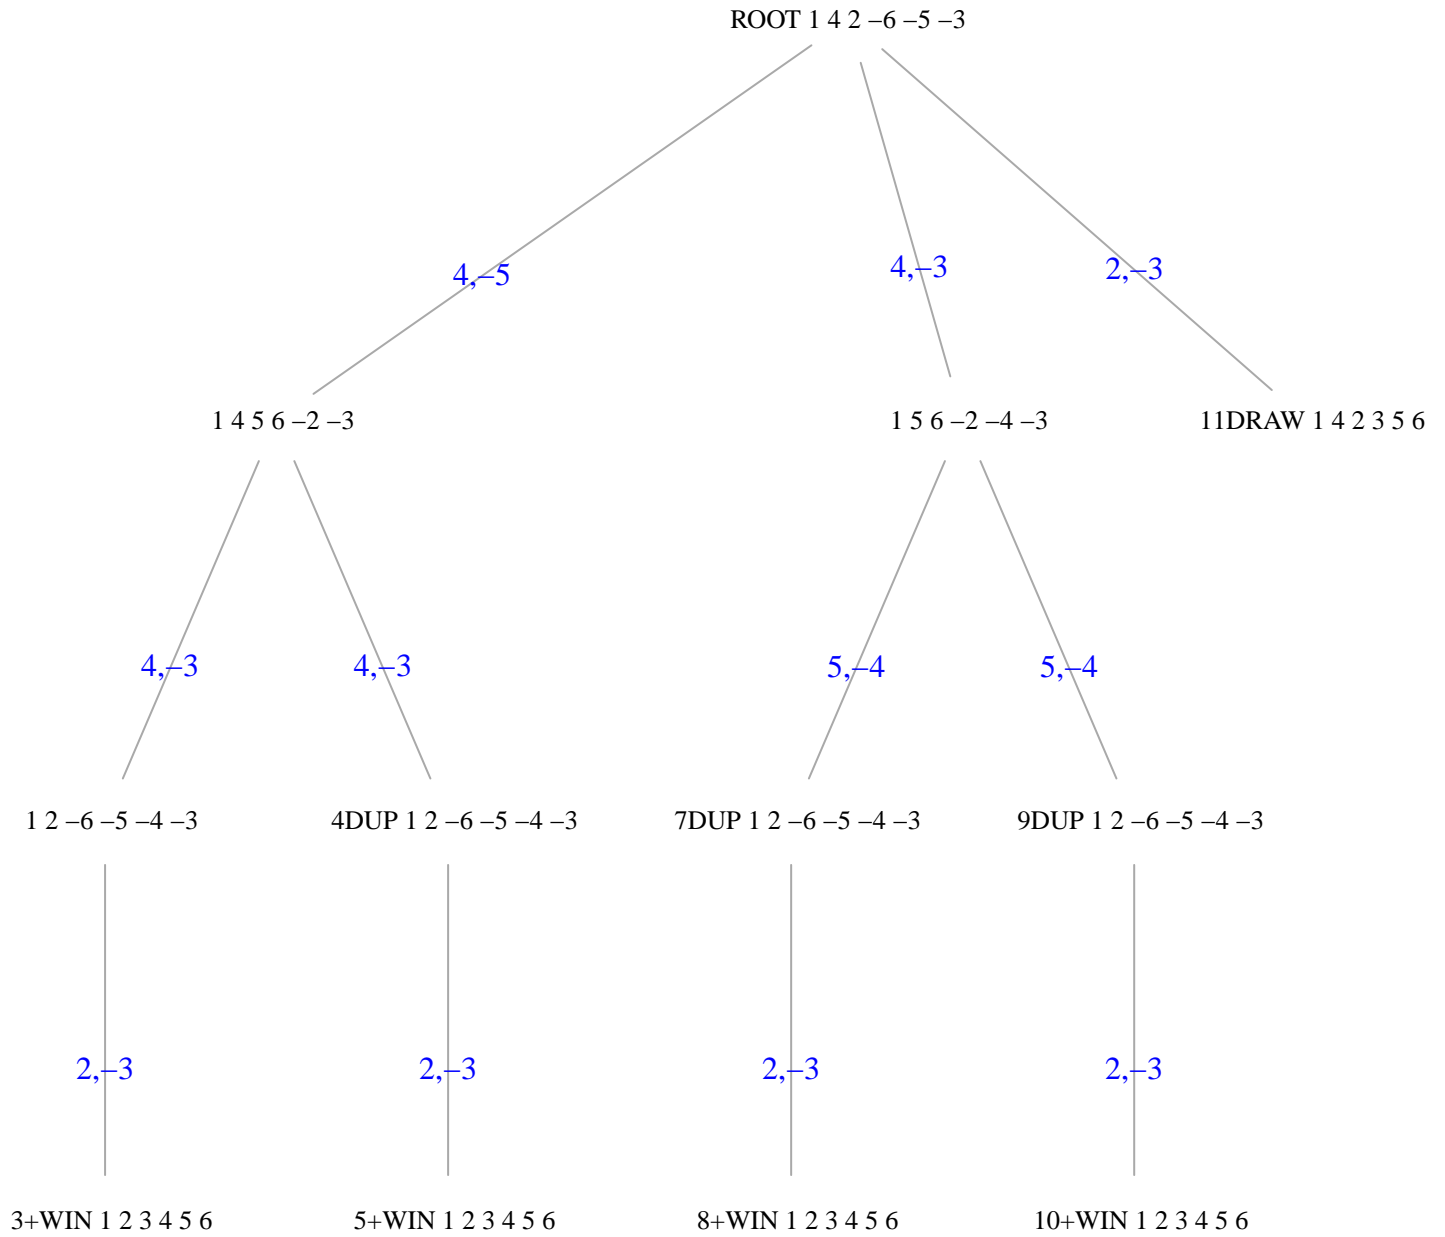 ROOT 1 4 2 –6 –5 –3
4,–5
4,–3
2,–3
1 4 5 6 –2 –3
1 5 6 –2 –4 –3
11DRAW 1 4 2 3 5 6
4,–3
4,–3
5,–4
5,–4
1 2 –6 –5 –4 –3
4DUP 1 2 –6 –5 –4 –3
7DUP 1 2 –6 –5 –4 –3
9DUP 1 2 –6 –5 –4 –3
2,–3
2,–3
2,–3
2,–3
3+WIN 1 2 3 4 5 6
5+WIN 1 2 3 4 5 6
8+WIN 1 2 3 4 5 6
10+WIN 1 2 3 4 5 6